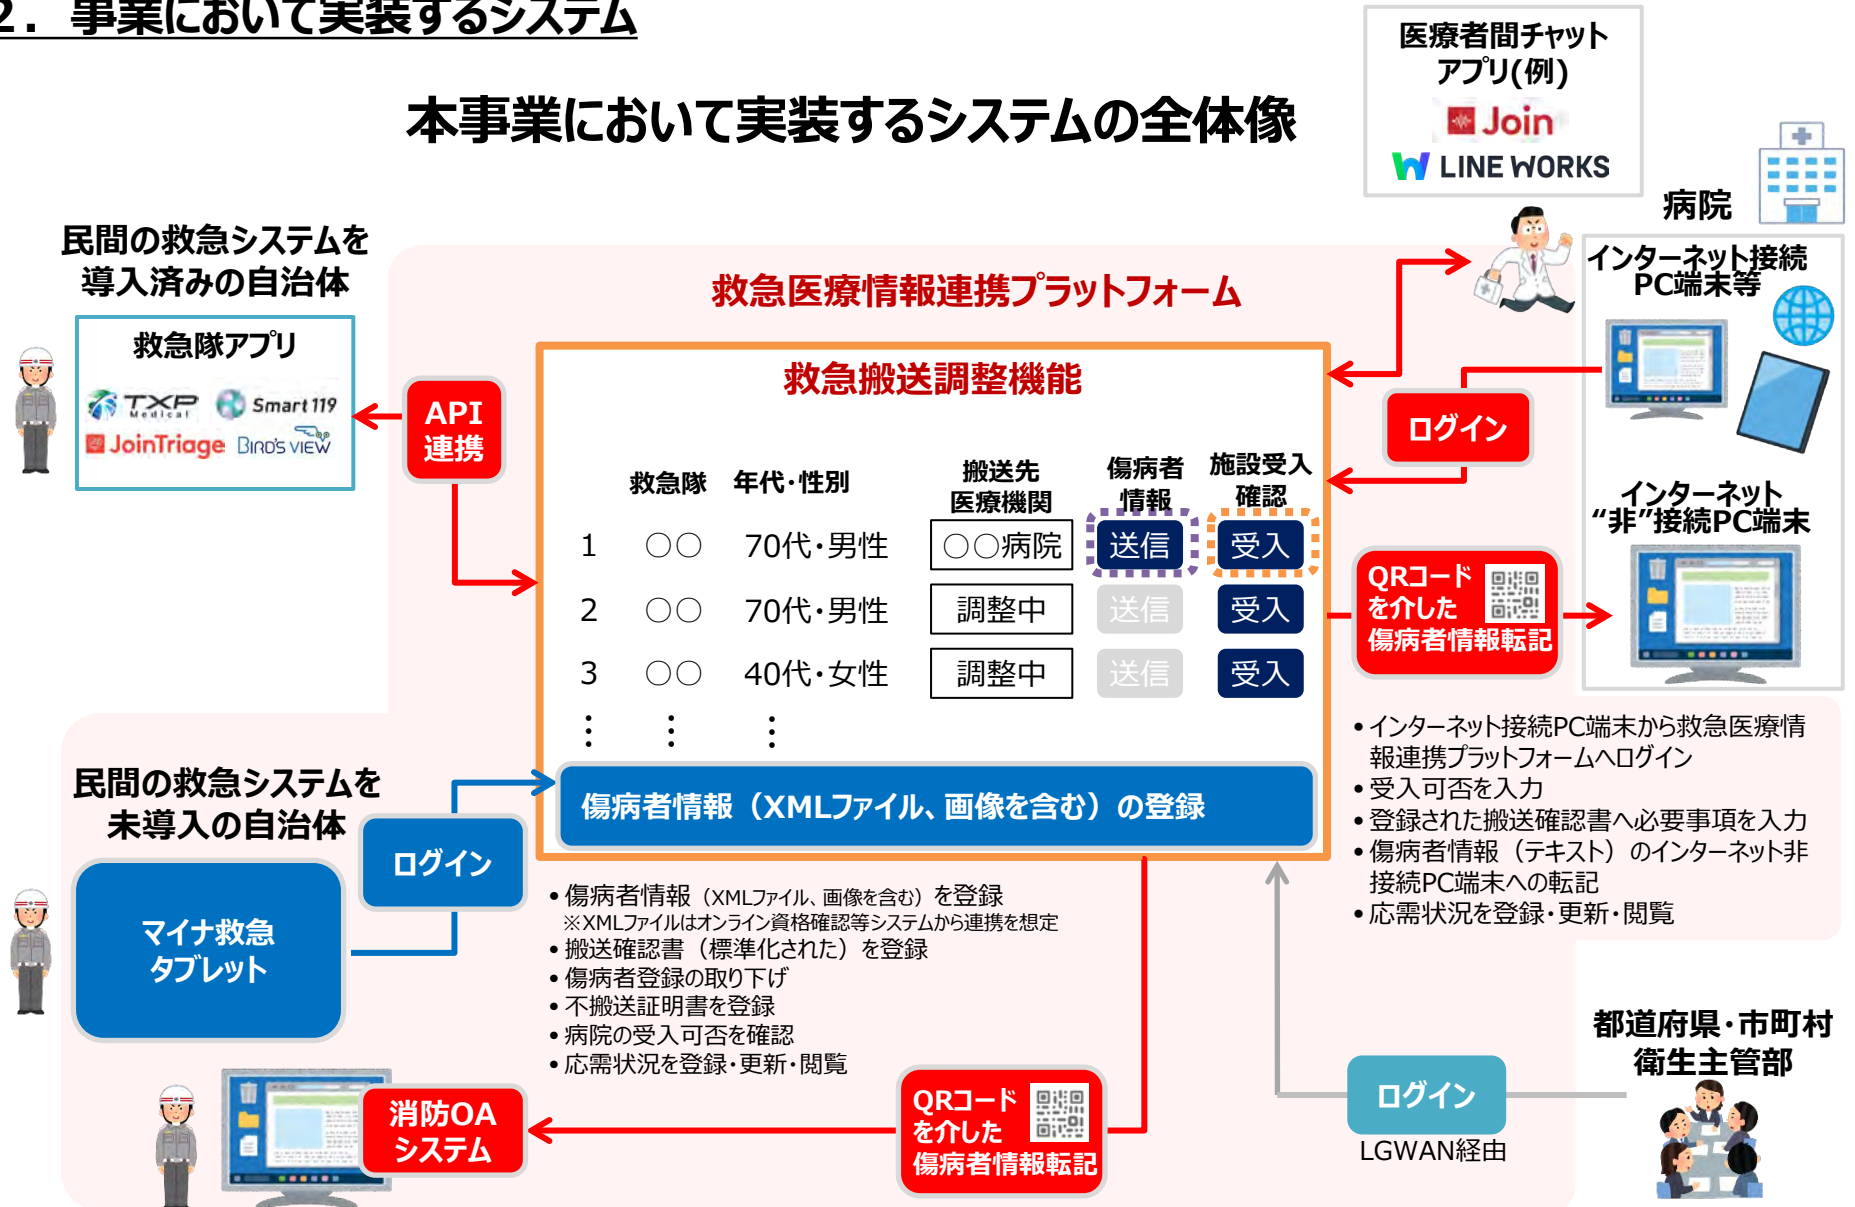 ２．事業において実装するシステム
本事業において実装するシステムの全体像
医療者間チャット
アプリ(例)
Join
LINE WORKS
病院
民間の救急システムを
導入済みの自治体
救急隊アプリ
TXP
Medical
Smart119
JoinTriage
BIRD'S VIEW
API
連携
救急医療情報連携プラットフォーム
救急搬送調整機能
救急隊
年代・性別
搬送先
医療機関
傷病者
情報
施設受入
確認
1 〇〇 70代・男性 〇〇病院 送信 受入
2 〇〇 70代・男性 調整中 送信 受入
3 〇〇 40代・女性 調整中 送信 受入
⋮ ⋮ ⋮
傷病者情報（XMLファイル、画像を含む）の登録
インターネット接続
PC端末等
ログイン
インターネット
“非”接続PC端末
QRコード
を介した
傷病者情報転記
•インターネット接続PC端末から救急医療情
報連携プラットフォームへログイン
•受入可否を入力
•登録された搬送確認書へ必要事項を入力
•傷病者情報（テキスト）のインターネット非
接続PC端末への転記
•応需状況を登録・更新・閲覧
民間の救急システムを
未導入の自治体
ログイン
マイナ救急
タブレット
•傷病者情報（XMLファイル、画像を含む）を登録
※XMLファイルはオンライン資格確認等システムから連携を想定
•搬送確認書（標準化された）を登録
•傷病者登録の取り下げ
•不搬送証明書を登録
•病院の受入可否を確認
•応需状況を登録・更新・閲覧
消防OA
システム
QRコード
を介した
傷病者情報転記
都道府県・市町村
衛生主管部
ログイン
LGWAN経由